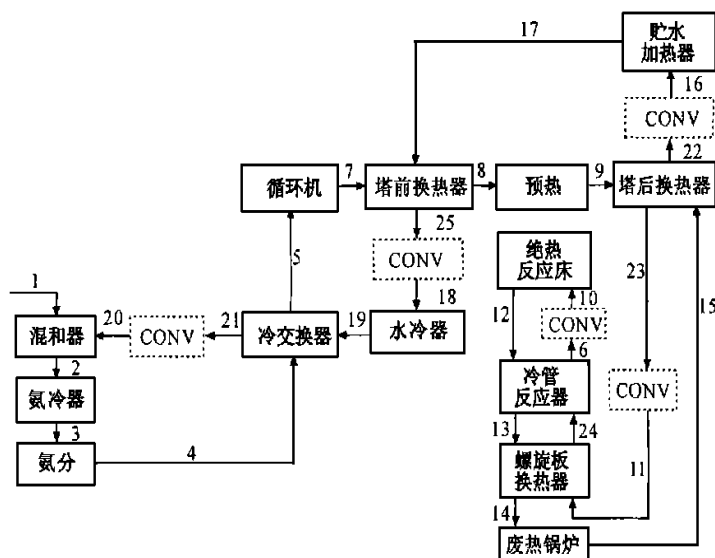 17
贮水
加热器
16
CONV
22
循环机
7
塔前换热器
8
预热
9
塔后换热器
25
CONV
18
绝热
反应床
10
CONV
6
12
23
15
5
1
混和器
20
CONV
21
冷交换器
19
水冷器
2
氨冷器
3
氨分
4
冷管
反应器
13
24
CONV
11
螺旋板
换热器
14
废热锅炉